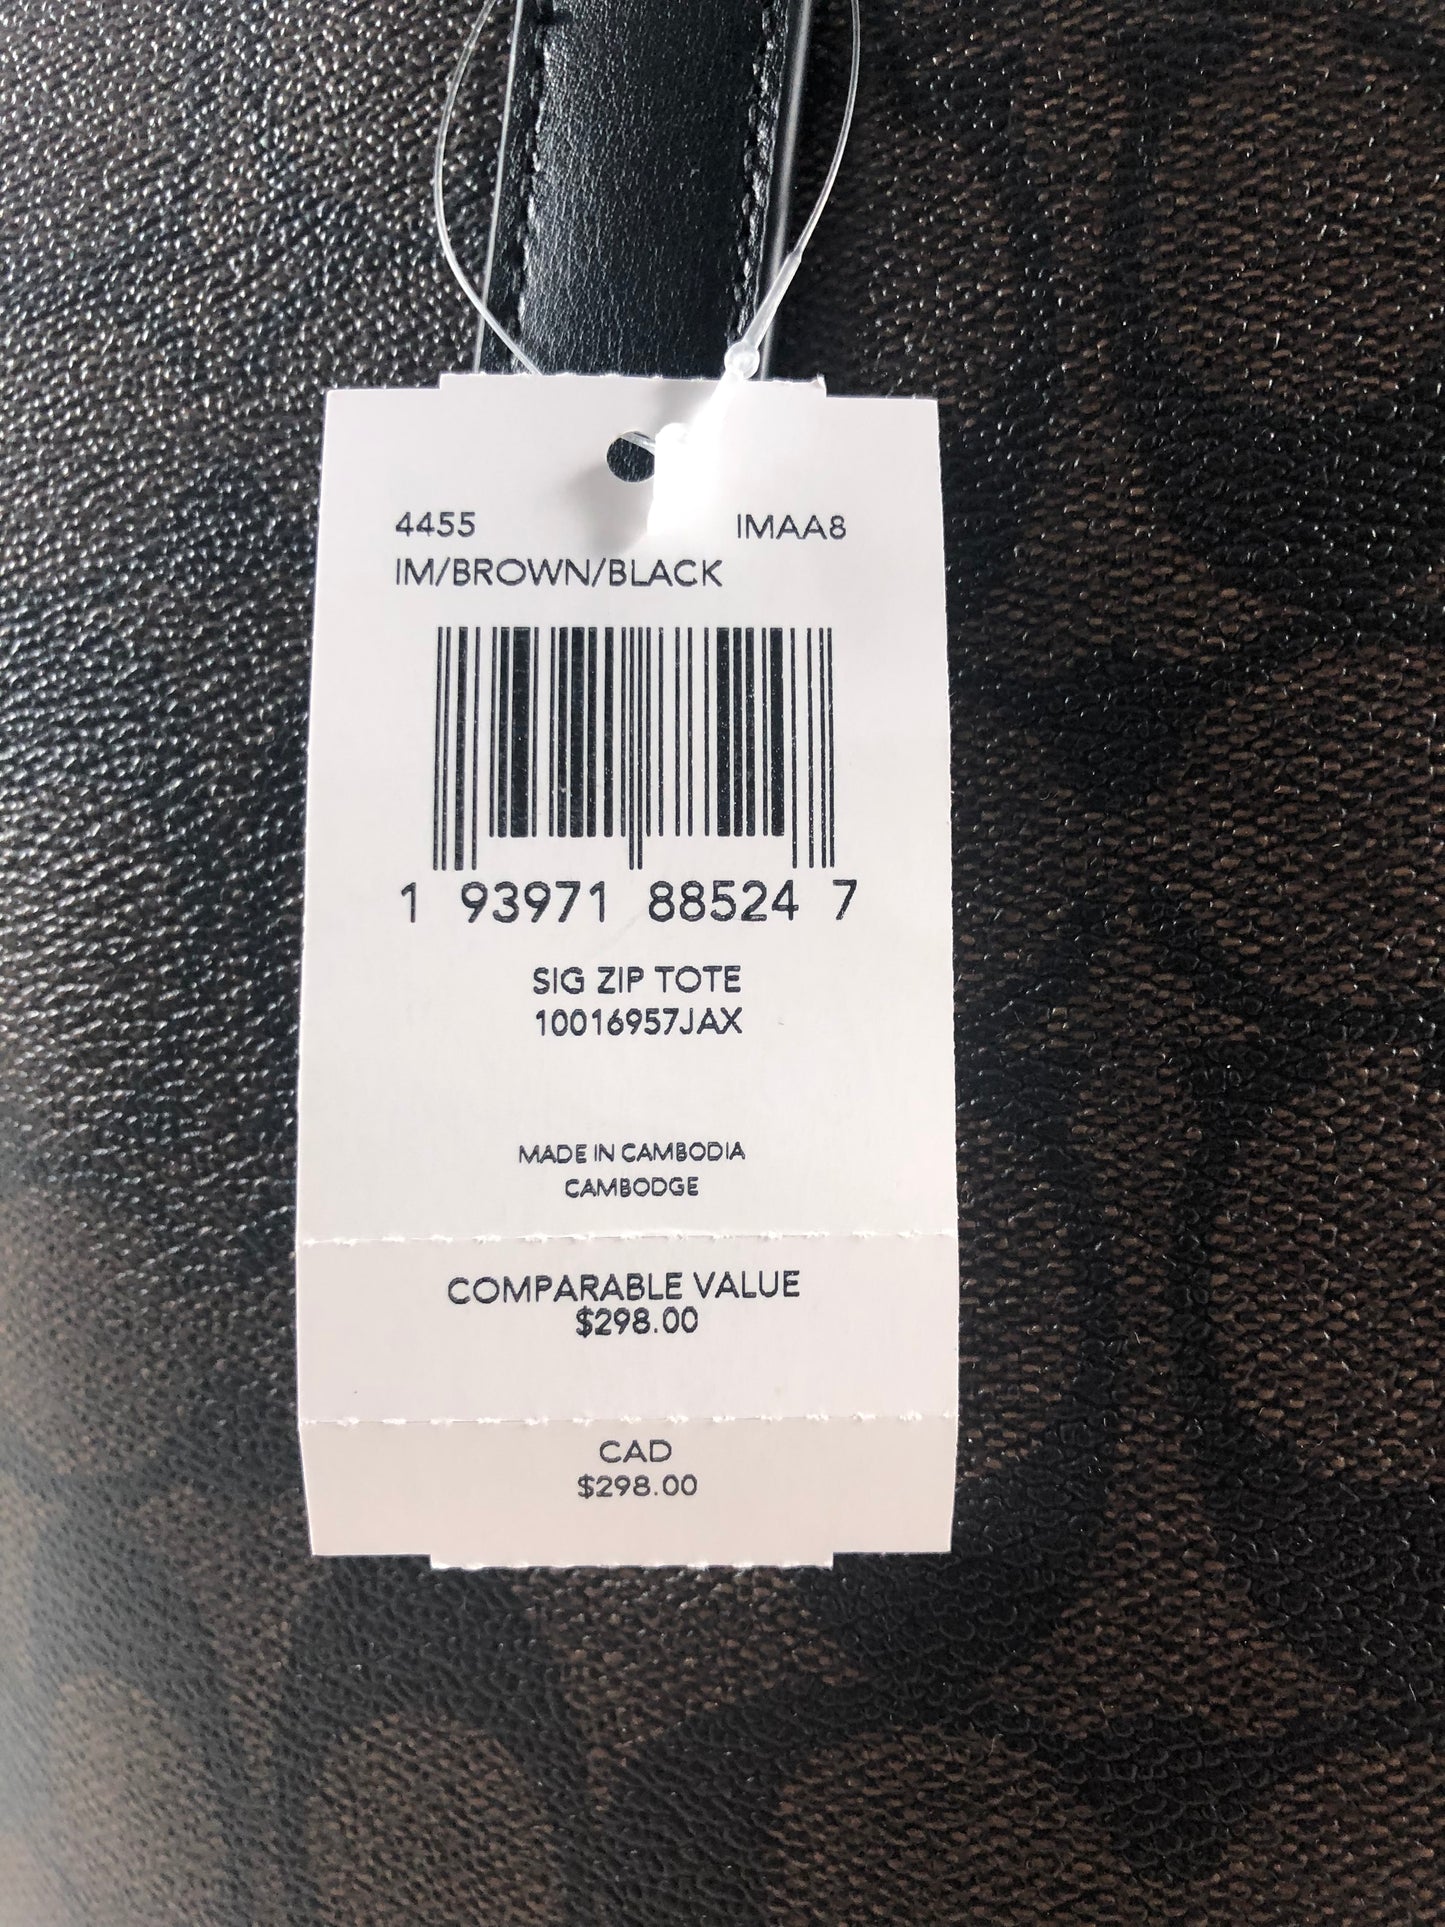 4455 IMAA8
IM/BROWN/BLACK
1 93971 88524 7
SIG ZIP TOTE
10016957JAX
MADE IN CAMBODIA
CAMBODGE
COMPARABLE VALUE
$298.00
CAD
$298.00